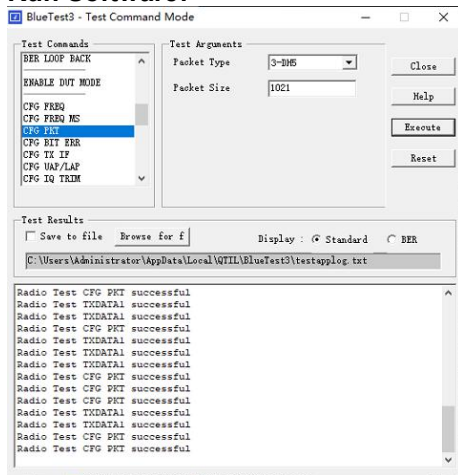 Run Software.
BlueTest3 - Test Command Mode
Test Commands
BER LOOP BACK
ENABLE DUT MODE
CFG FREQ
CFG FREQ MS
CFG PKT
CFG BIT ERR
CFG TX IF
CFG UAP/LAP
CFG IQ TRIM
Test Arguments
Packet Type
3-DH5
Packet Size
1021
Close
Help
Execute
Reset
Test Results
Save to file
Browse for f
Display :
Standard
BER
C:\Users\Administrator\AppData\Local\QTIL\BlueTest3\testapplog.txt
Radio Test CFG PKT successful
Radio Test TXDATA1 successful
Radio Test CFG PKT successful
Radio Test TXDATA1 successful
Radio Test TXDATA1 successful
Radio Test TXDATA1 successful
Radio Test TXDATA1 successful
Radio Test CFG PKT successful
Radio Test CFG PKT successful
Radio Test CFG PKT successful
Radio Test TXDATA1 successful
Radio Test TXDATA1 successful
Radio Test CFG PKT successful
Radio Test CFG PKT successful